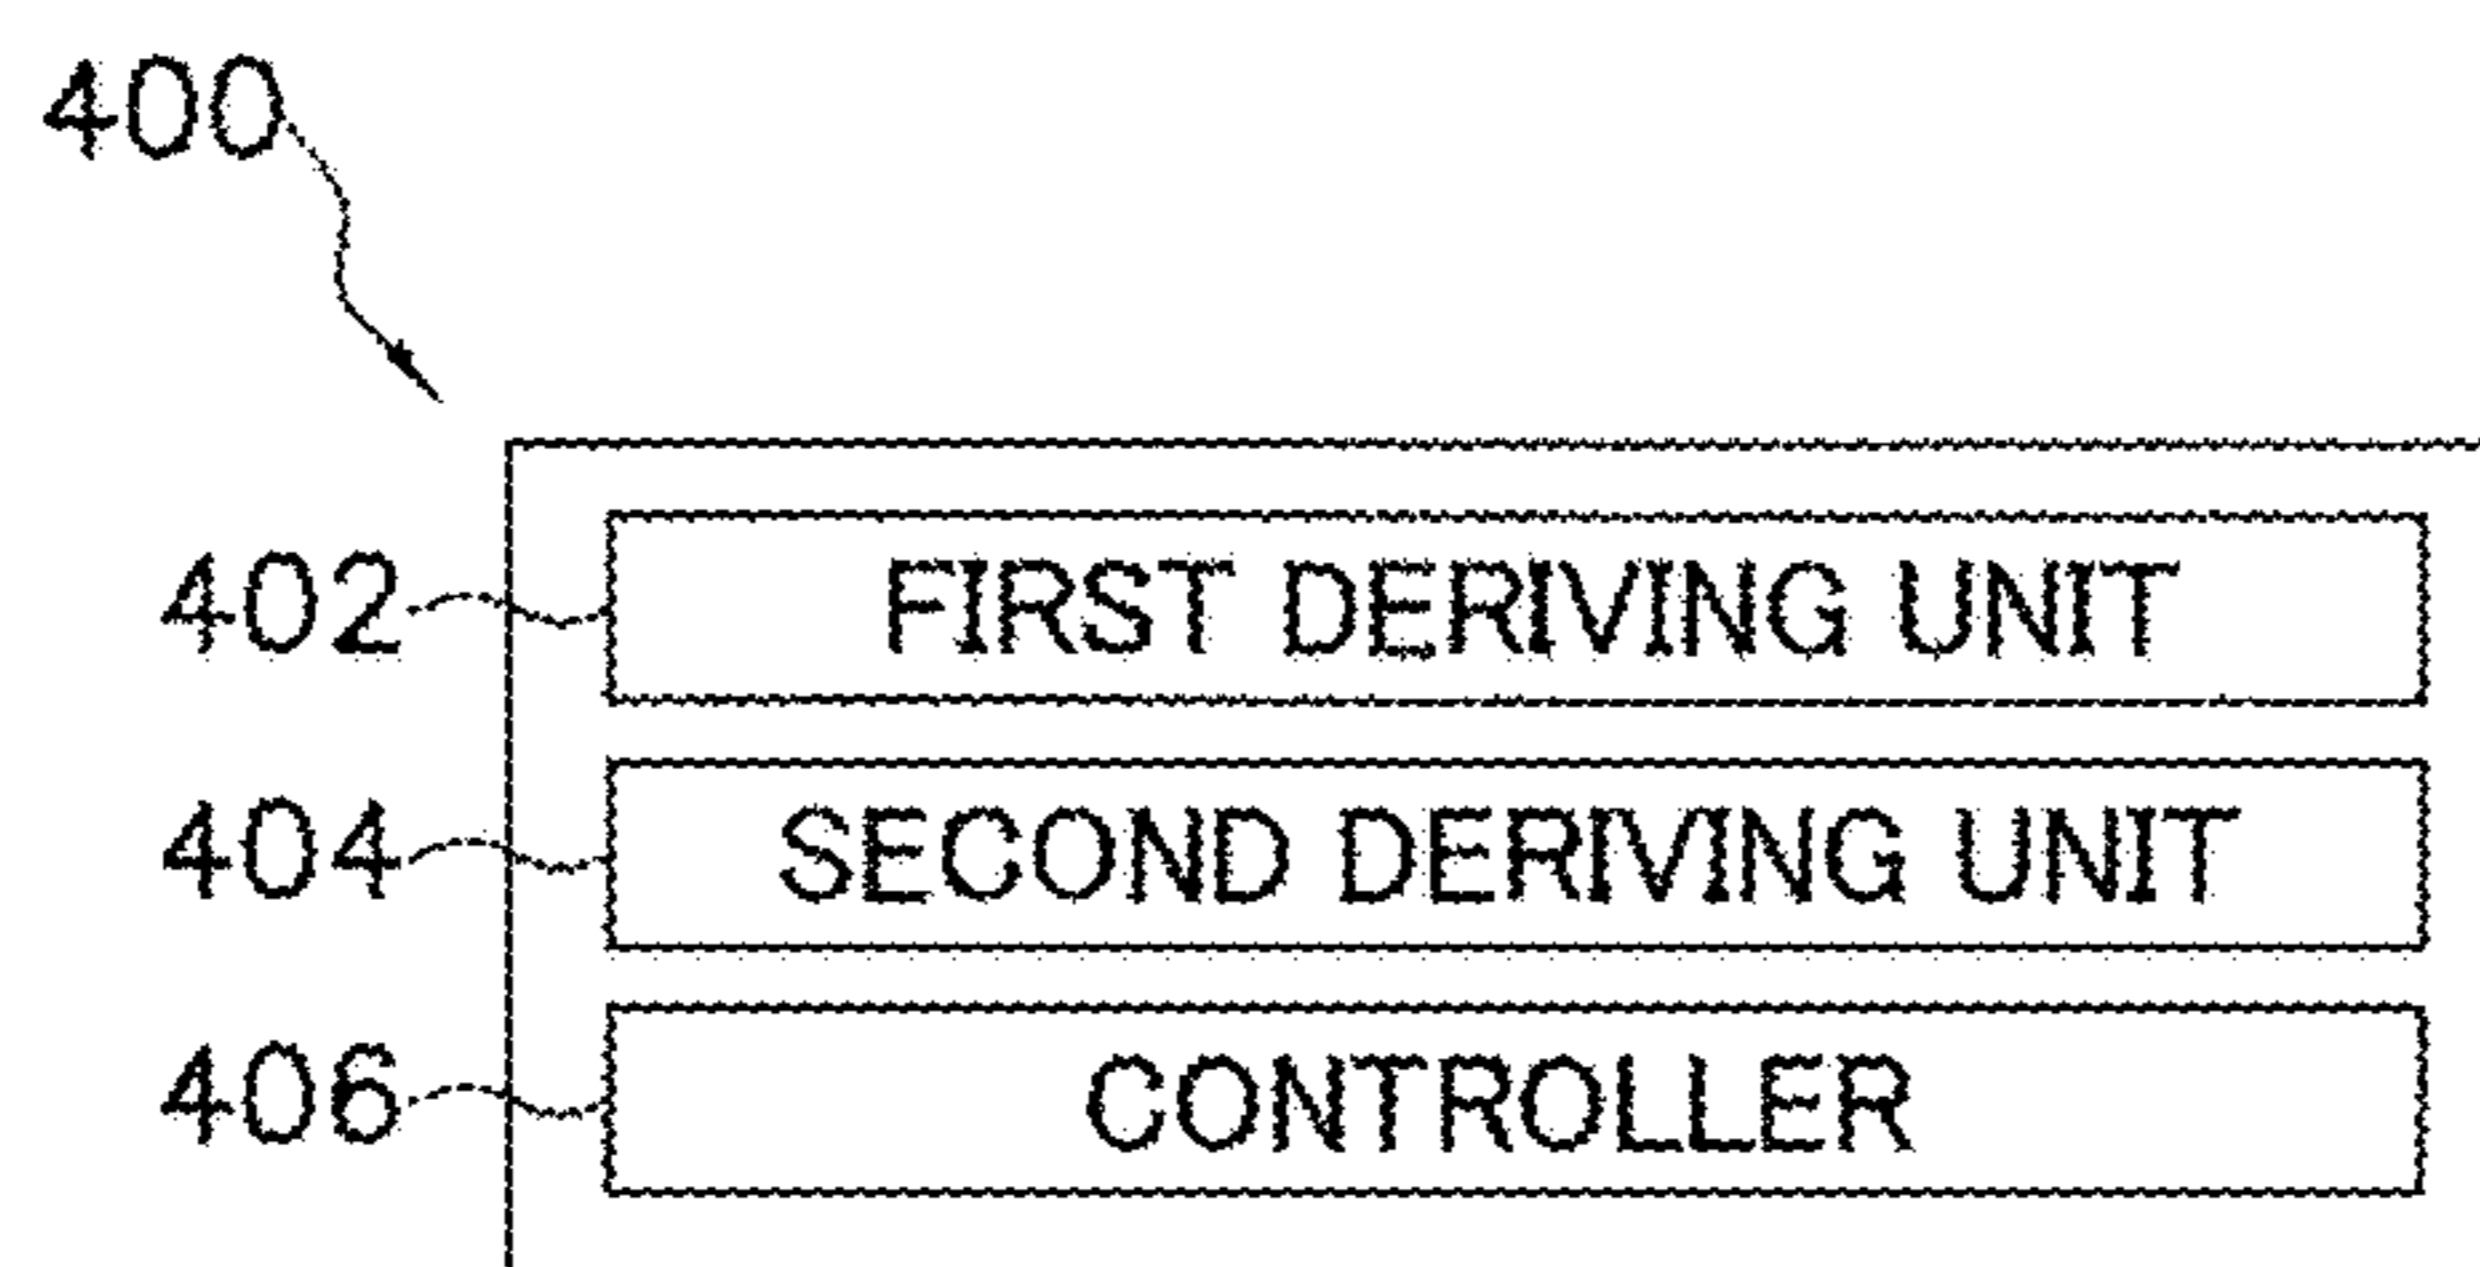 400
402 FIRST DERIVING UNIT
404 SECOND DERIVING UNIT
406 CONTROLLER